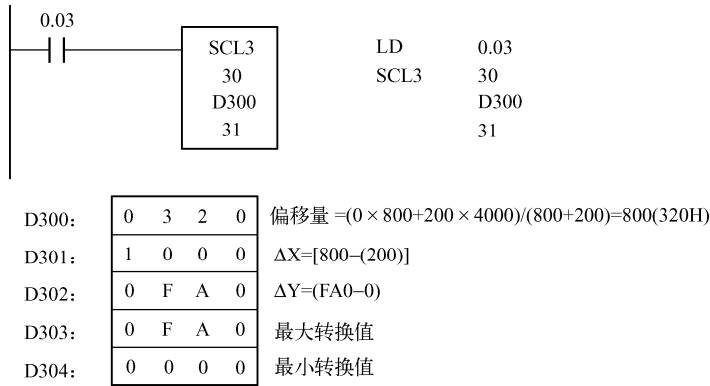 0.03
SCL3
30
D300
31
LD 0.03
SCL3 30
D300
31
D300: 0 3 2 0 偏移量 =(0×800+200×4000)/(800+200)=800(320H)
D301: 1 0 0 0 ΔX=[800–(200)]
D302: 0 F A 0 ΔY=(FA0–0)
D303: 0 F A 0 最大转换值
D304: 0 0 0 0 最小转换值